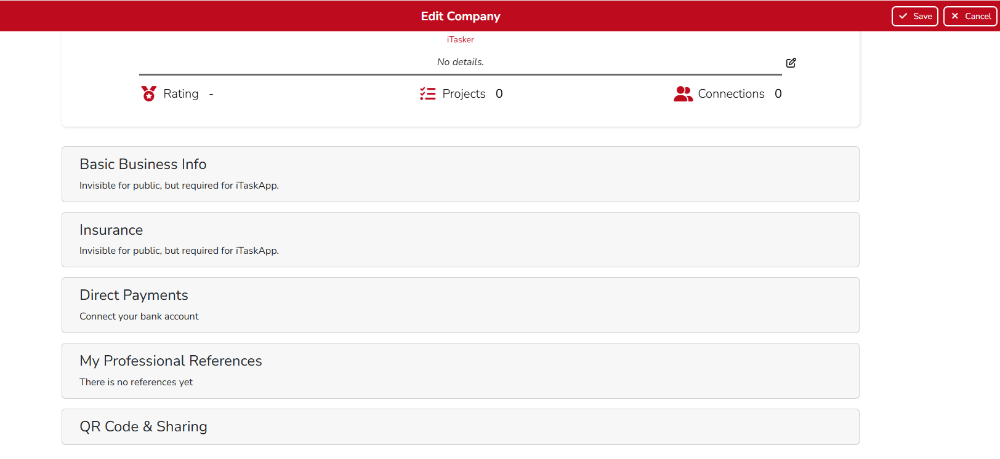 Edit Company
Save
Cancel
iTasker
No details.
Rating -
Projects 0
Connections 0
Basic Business Info
Invisible for public, but required for iTaskApp.
Insurance
Invisible for public, but required for iTaskApp.
Direct Payments
Connect your bank account
My Professional References
There is no references yet
QR Code & Sharing